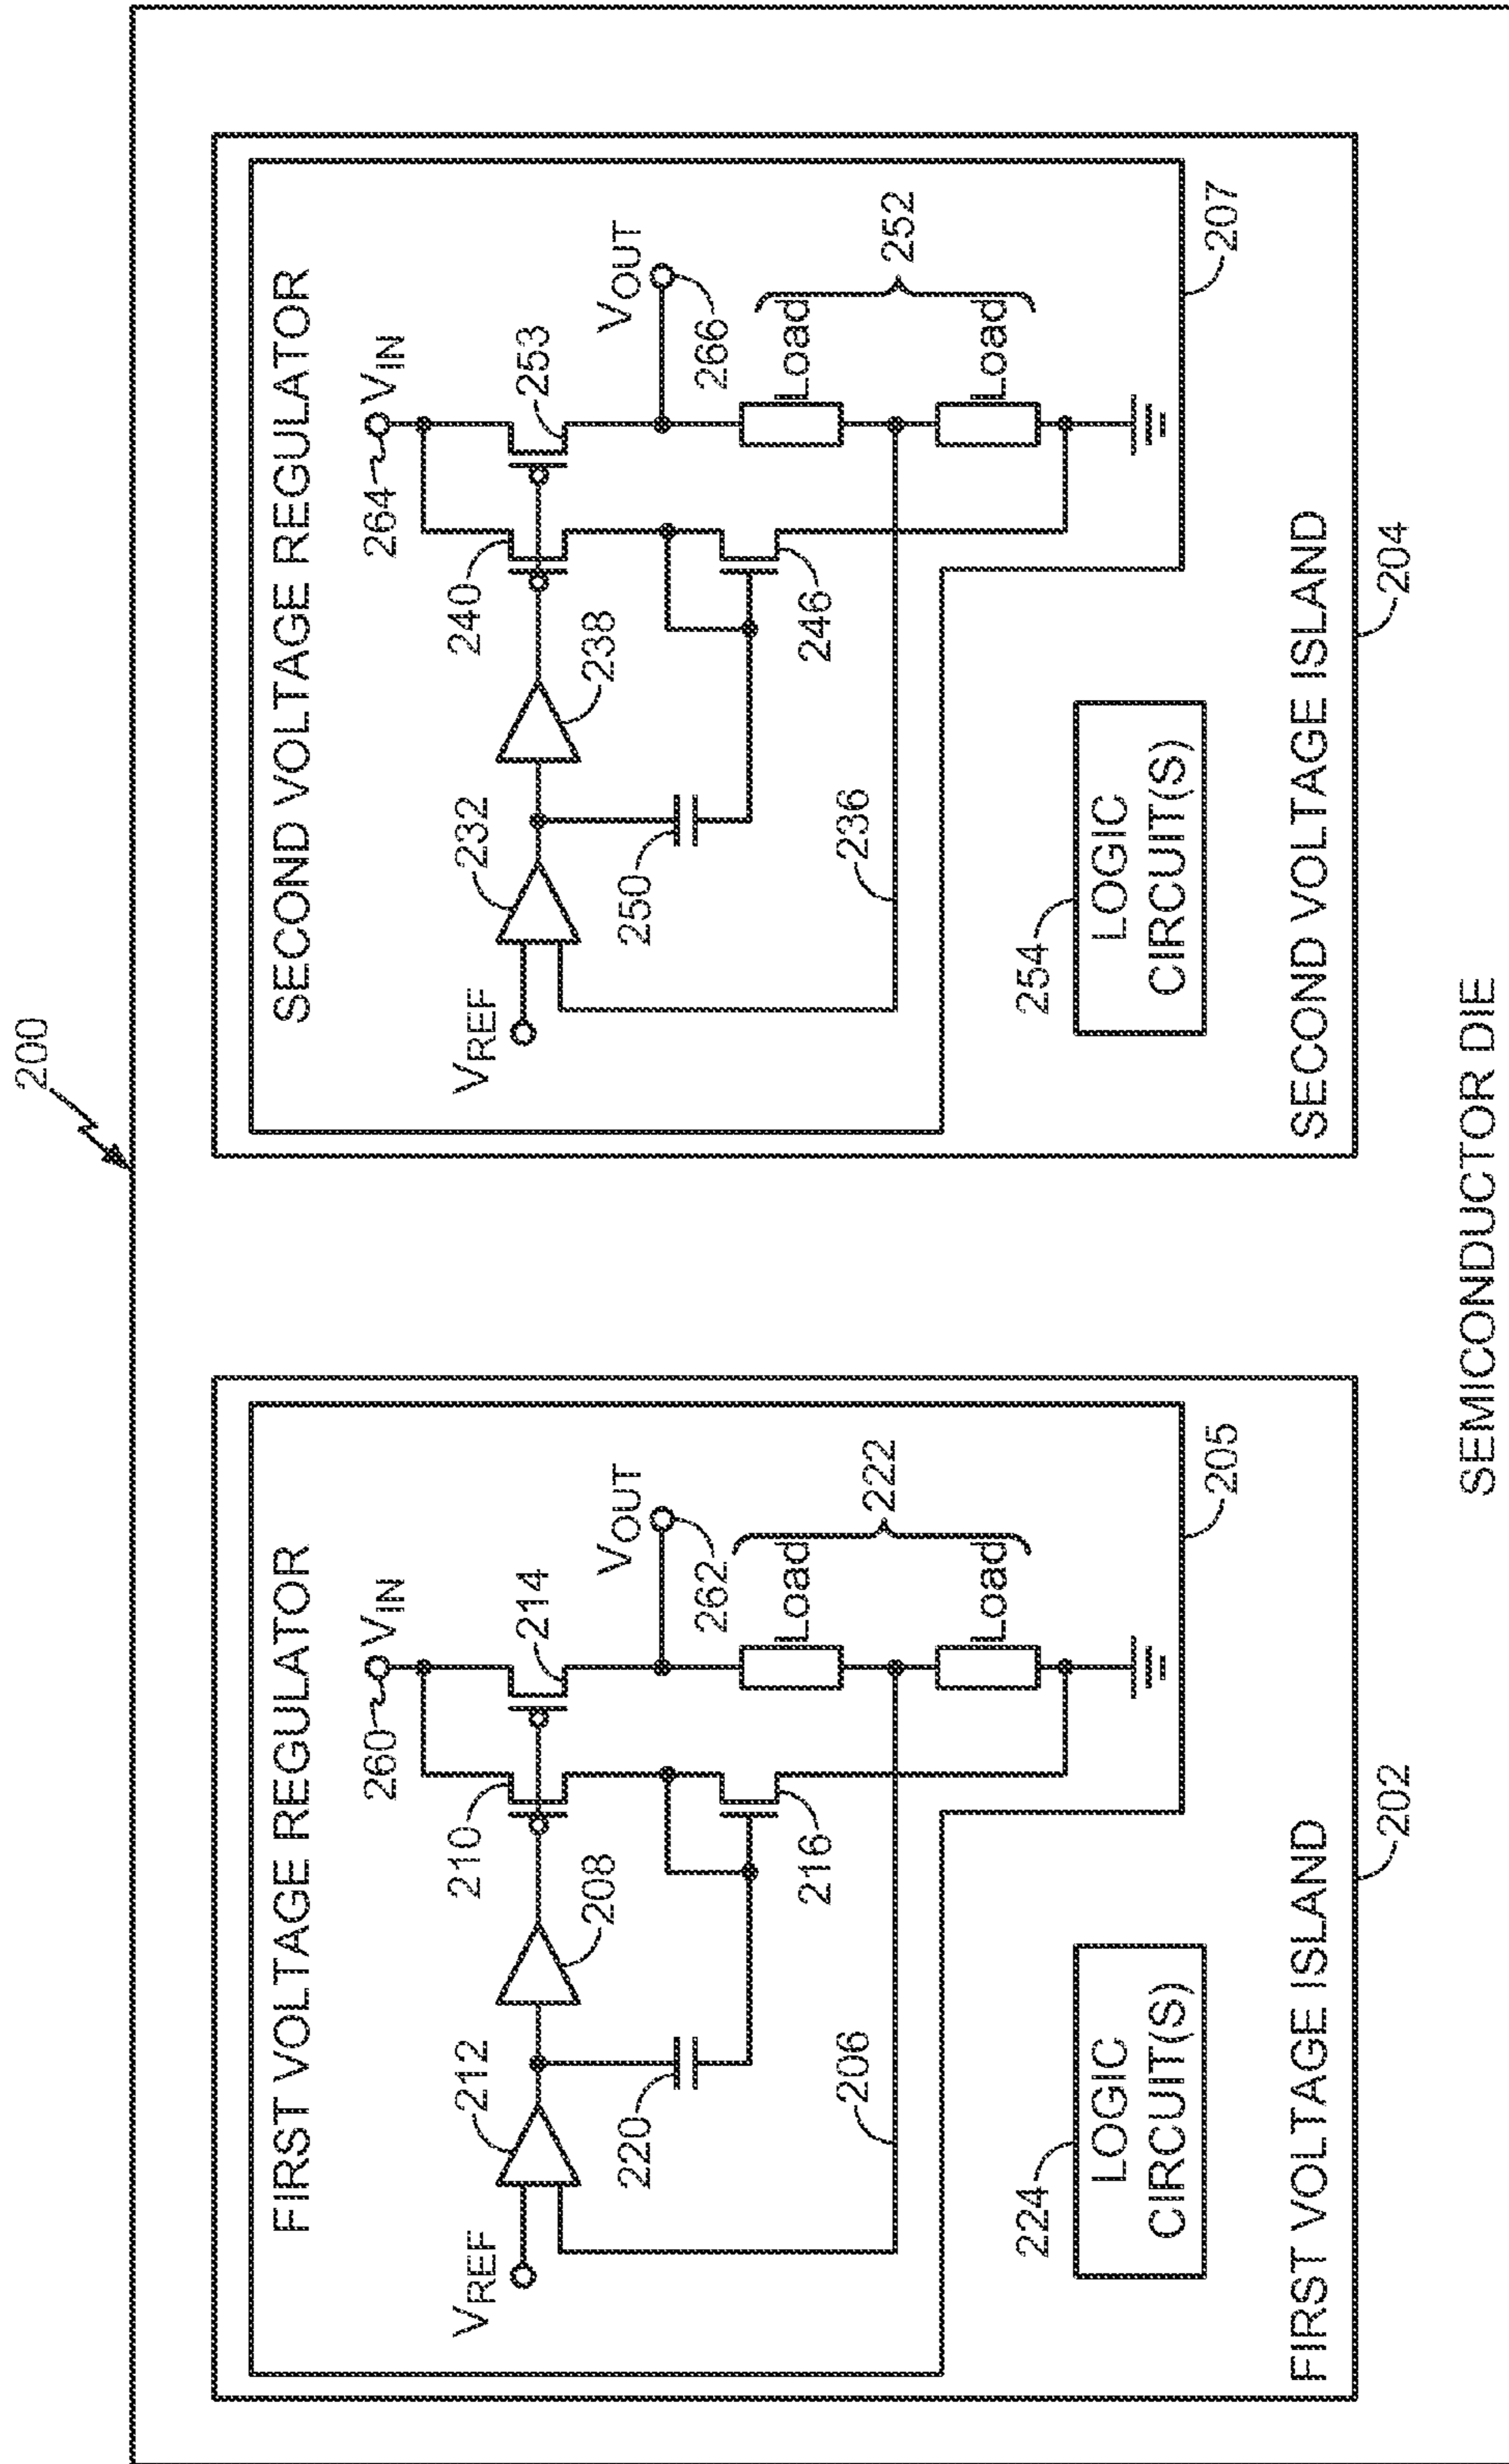 200
FIRST VOLTAGE REGULATOR
260
VIN
210
214
212
208
VREF
VOUT
262
220
216
Load
222
Load
206
205
224
LOGIC
CIRCUIT(S)
FIRST VOLTAGE ISLAND
202
SECOND VOLTAGE REGULATOR
264
VIN
240
253
232
238
VREF
VOUT
266
250
246
Load
252
Load
236
207
254
LOGIC
CIRCUIT(S)
SECOND VOLTAGE ISLAND
204
SEMICONDUCTOR DIE